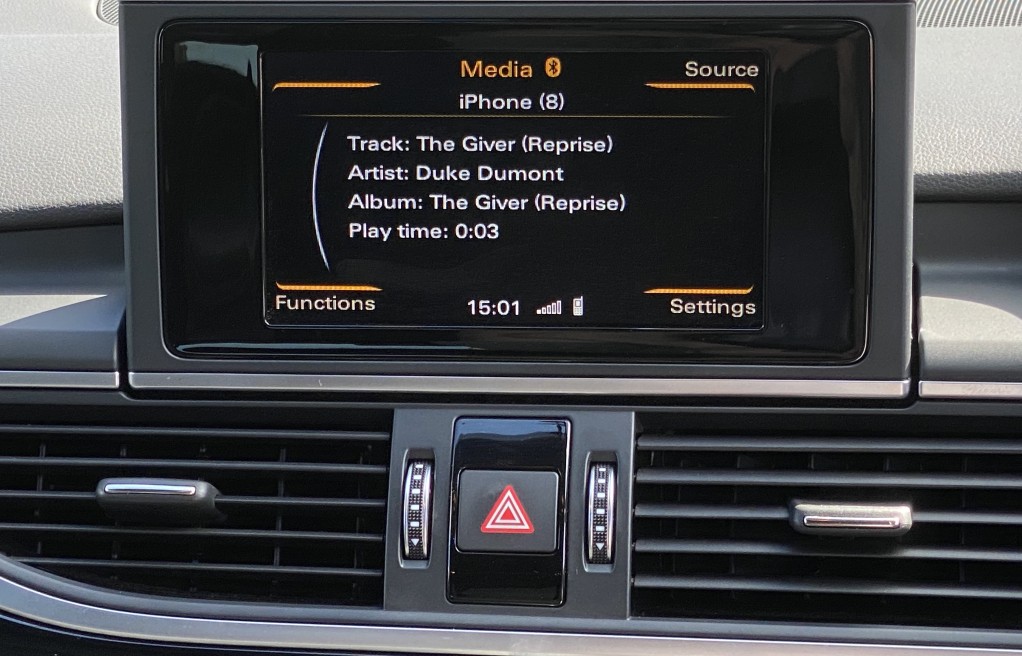 Media
Source
iPhone (8)
Track: The Giver (Reprise)
Artist: Duke Dumont
Album: The Giver (Reprise)
Play time: 0:03
Functions
15:01
Settings